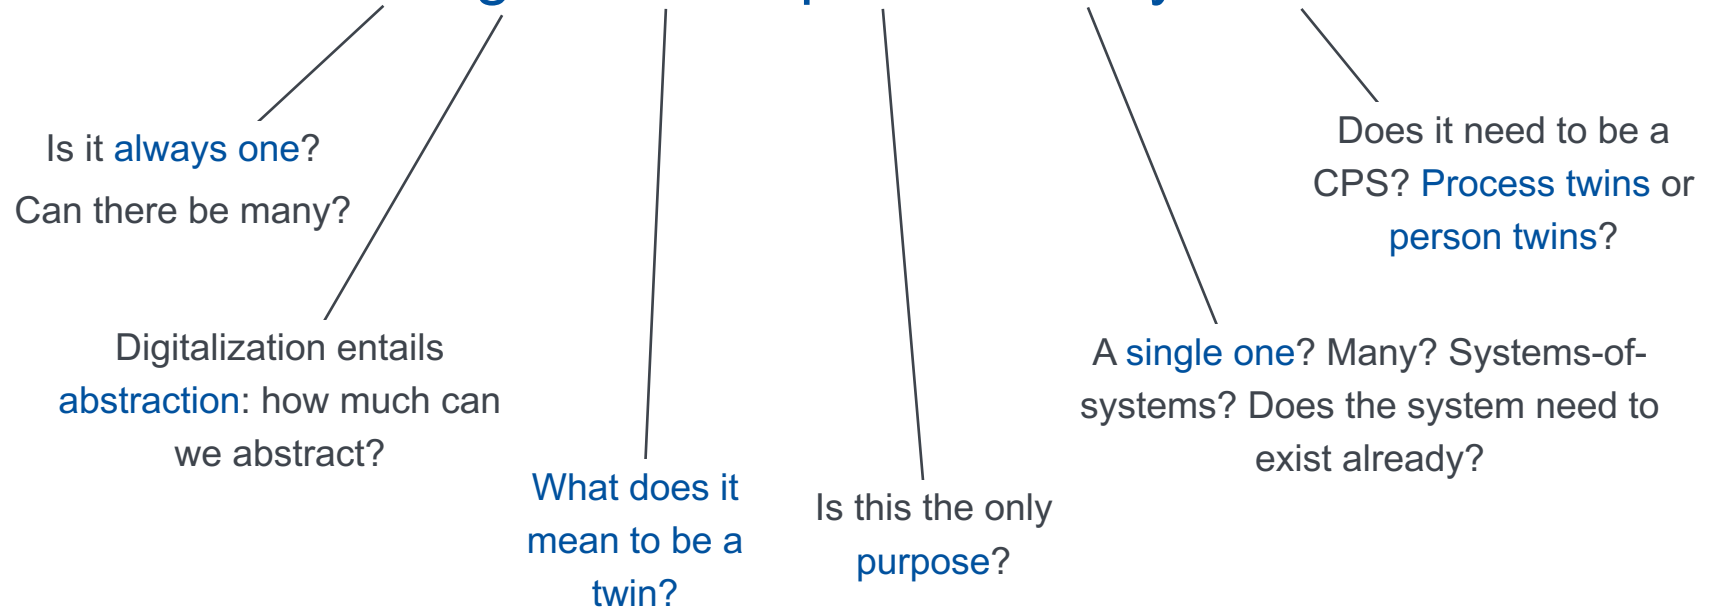 Is it always one?
Can there be many?
Does it need to be a
CPS? Process twins or
person twins?
Digitalization entails
abstraction: how much can
we abstract?
A single one? Many? Systems-of-
systems? Does the system need to
exist already?
What does it
mean to be a
twin?
Is this the only
purpose?